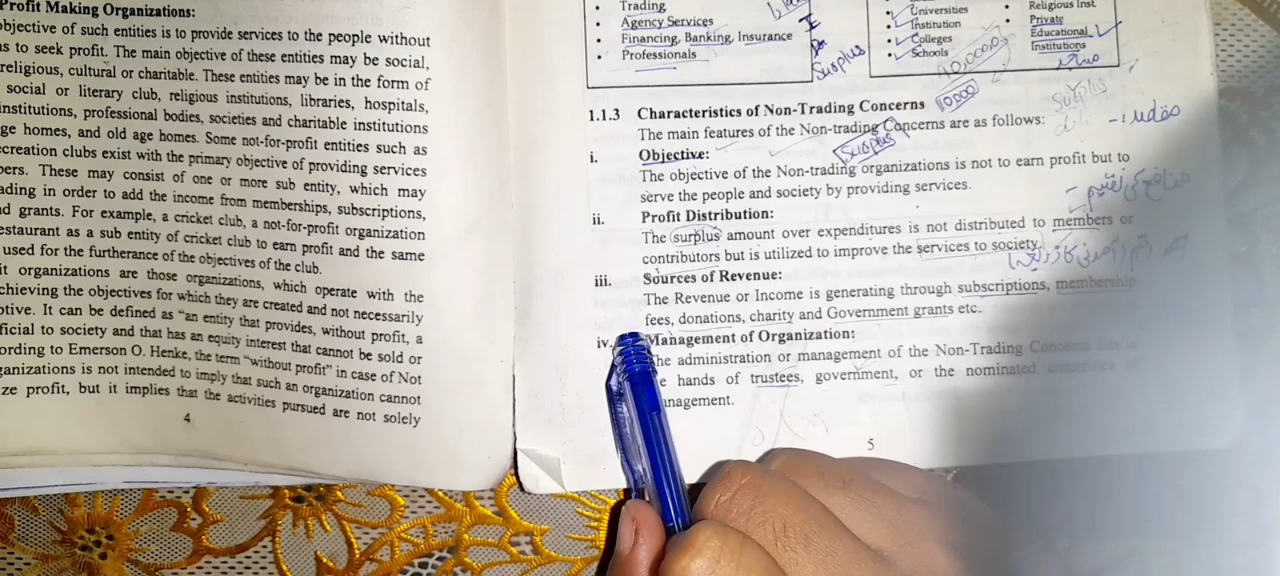 Profit Making Organizations:
objective of such entities is to provide services to the people without
as to seek profit. The main objective of these entities may be social,
religious, cultural or charitable. These entities may be in the form of
social or literary club, religious institutions, libraries, hospitals,
institutions, professional bodies, societies and charitable institutions
ge homes, and old age homes. Some not-for-profit entities such as
creation clubs exist with the primary objective of providing services
bers. These may consist of one or more sub entity, which may
ading in order to add the income from memberships, subscriptions,
nd grants. For example, a cricket club, a not-for-profit organization
estaurant as a sub entity of cricket club to earn profit and the same
used for the furtherance of the objectives of the club.
it organizations are those organizations, which operate with the
chieving the objectives for which they are created and not necessarily
otive. It can be defined as "an entity that provides, without profit, a
ficial to society and that has an equity interest that cannot be sold or
ording to Emerson O. Henke, the term "without profit" in case of Not
ganizations is not intended to imply that such an organization cannot
ze profit, but it implies that the activities pursued are not solely
4
• Trading
• Agency Services
• Financing, Banking, Insurance
• Professionals
Surplus
• Universities
• Institution
• Colleges
• Schools
• Religious Inst.
• Private
Educational
Institutions
مساجد
10,0000
10000
Surplus
1.1.3 Characteristics of Non-Trading Concerns
The main features of the Non-trading Concerns are as follows:
مقاصد :-
Surplus
i. Objective:
The objective of the Non-trading organizations is not to earn profit but to
serve the people and society by providing services.
منافع کی تقسیم
ii. Profit Distribution:
The surplus amount over expenditures is not distributed to members or
contributors but is utilized to improve the services to society.
iii. Sources of Revenue:
The Revenue or Income is generating through subscriptions, membership
fees, donations, charity and Government grants etc.
iv. Management of Organization:
he administration or management of the Non-Trading
e hands of trustees, government, or the nominated committee of
anagement.
5